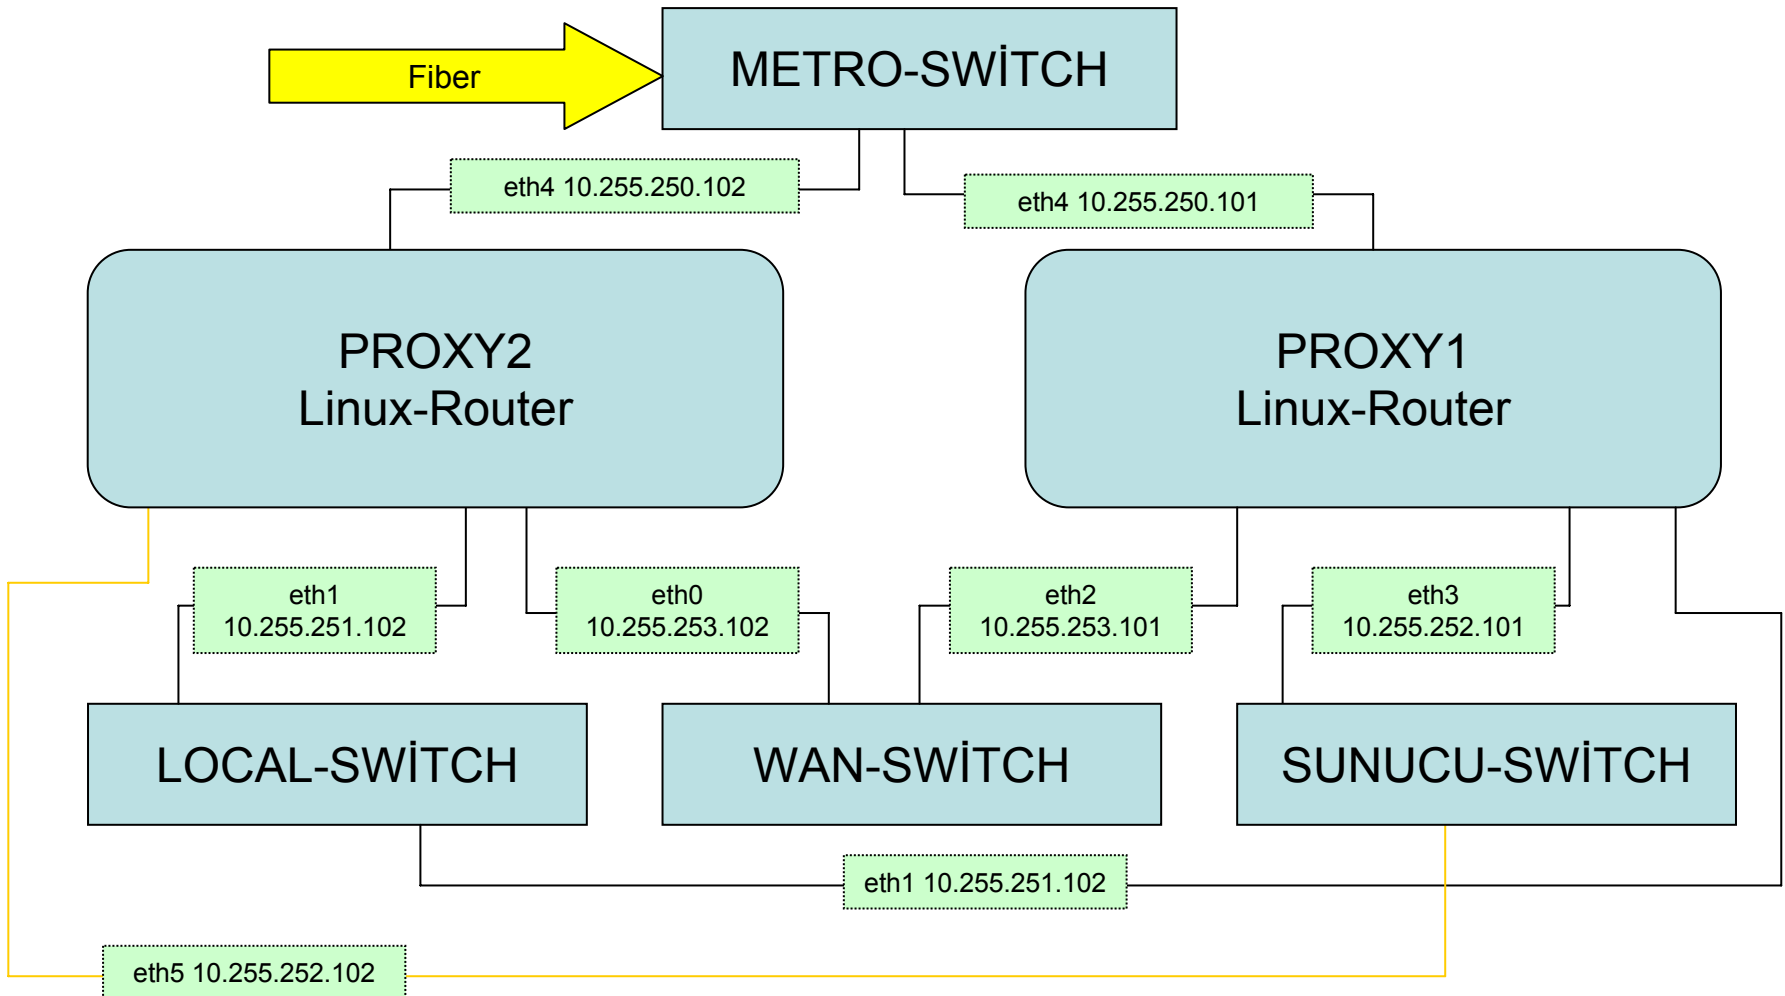 Fiber
METRO-SWİTCH
eth4 10.255.250.102
eth4 10.255.250.101
PROXY2
Linux-Router
PROXY1
Linux-Router
eth1
10.255.251.102
eth0
10.255.253.102
eth2
10.255.253.101
eth3
10.255.252.101
LOCAL-SWİTCH
WAN-SWİTCH
SUNUCU-SWİTCH
eth1 10.255.251.102
eth5 10.255.252.102